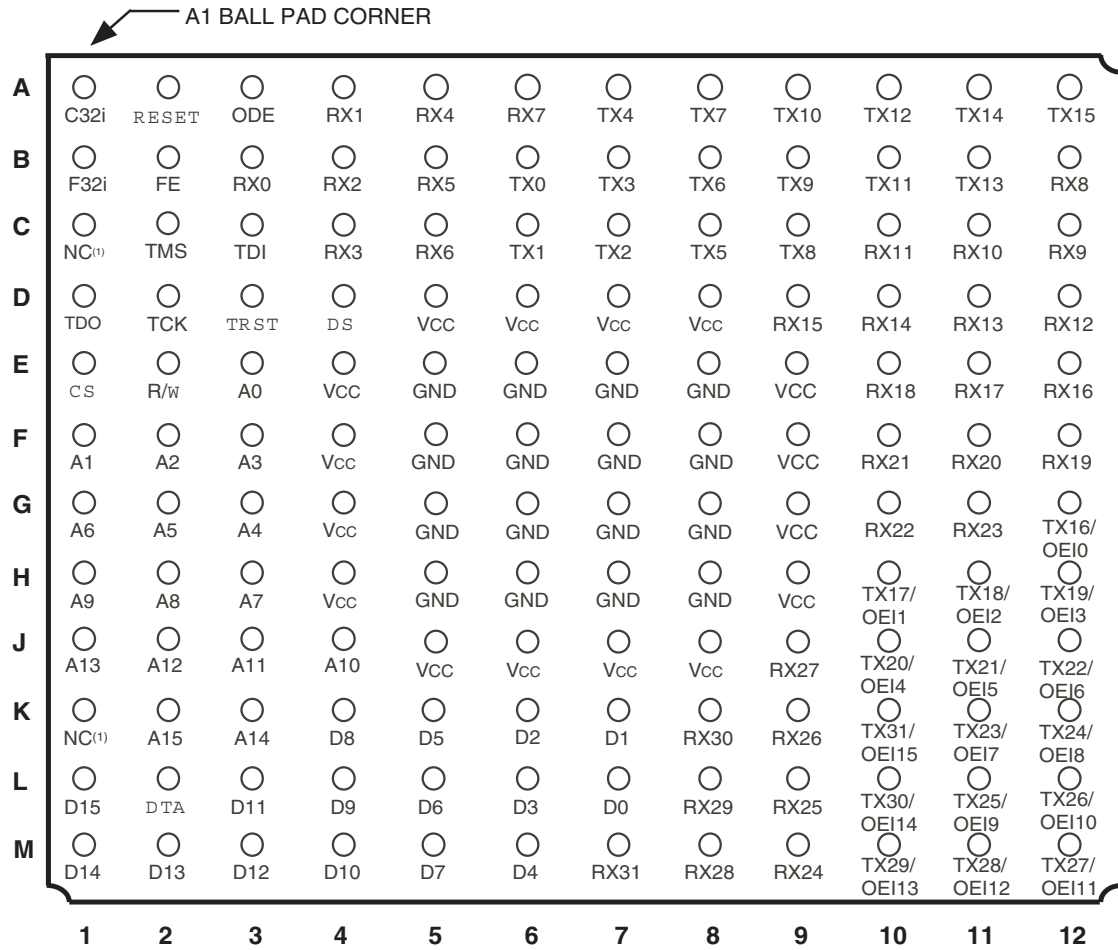 A1 BALL PAD CORNER
A
C32i RESET ODE RX1 RX4 RX7 TX4 TX7 TX10 TX12 TX14 TX15
B
F32i FE RX0 RX2 RX5 TX0 TX3 TX6 TX9 TX11 TX13 RX8
C
NC(1) TMS TDI RX3 RX6 TX1 TX2 TX5 TX8 RX11 RX10 RX9
D
TDO TCK TRST DS VCC VCC VCC VCC RX15 RX14 RX13 RX12
E
CS R/W A0 VCC GND GND GND GND VCC RX18 RX17 RX16
F
A1 A2 A3 VCC GND GND GND GND VCC RX21 RX20 RX19
G
A6 A5 A4 VCC GND GND GND GND VCC RX22 RX23 TX16/
OEI0
H
A9 A8 A7 VCC GND GND GND GND VCC TX17/ TX18/ TX19/
OEI1 OEI2 OEI3
J
A13 A12 A11 A10 VCC VCC VCC VCC RX27 TX20/ TX21/ TX22/
OEI4 OEI5 OEI6
K
NC(1) A15 A14 D8 D5 D2 D1 RX30 RX26 TX31/ TX23/ TX24/
OEI15 OEI7 OEI8
L
D15 DTA D11 D9 D6 D3 D0 RX29 RX25 TX30/ TX25/ TX26/
OEI14 OEI9 OEI10
M
D14 D13 D12 D10 D7 D4 RX31 RX28 RX24 TX29/ TX28/ TX27/
OEI13 OEI12 OEI11
1 2 3 4 5 6 7 8 9 10 11 12